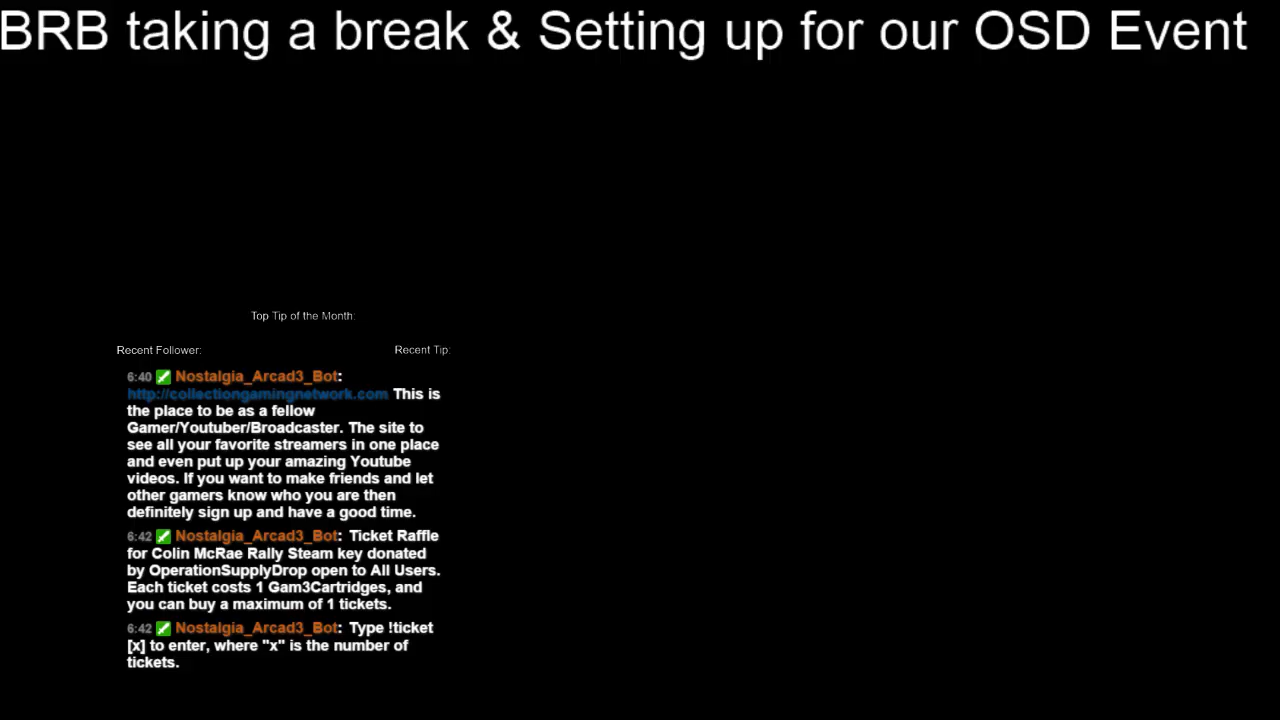 BRB taking a break & Setting up for our OSD Event
Top Tip of the Month:
Recent Follower:
Recent Tip:
6:40 Nostalgia_Arcad3_Bot:
http://collectiongamingnetwork.com This is
the place to be as a fellow
Gamer/Youtuber/Broadcaster. The site to
see all your favorite streamers in one place
and even put up your amazing Youtube
videos. If you want to make friends and let
other gamers know who you are then
definitely sign up and have a good time.
6:42 Nostalgia_Arcad3_Bot: Ticket Raffle
for Colin McRae Rally Steam key donated
by OperationSupplyDrop open to All Users.
Each ticket costs 1 Gam3Cartridges, and
you can buy a maximum of 1 tickets.
6:42 Nostalgia_Arcad3_Bot: Type !ticket
[x] to enter, where "x" is the number of
tickets.